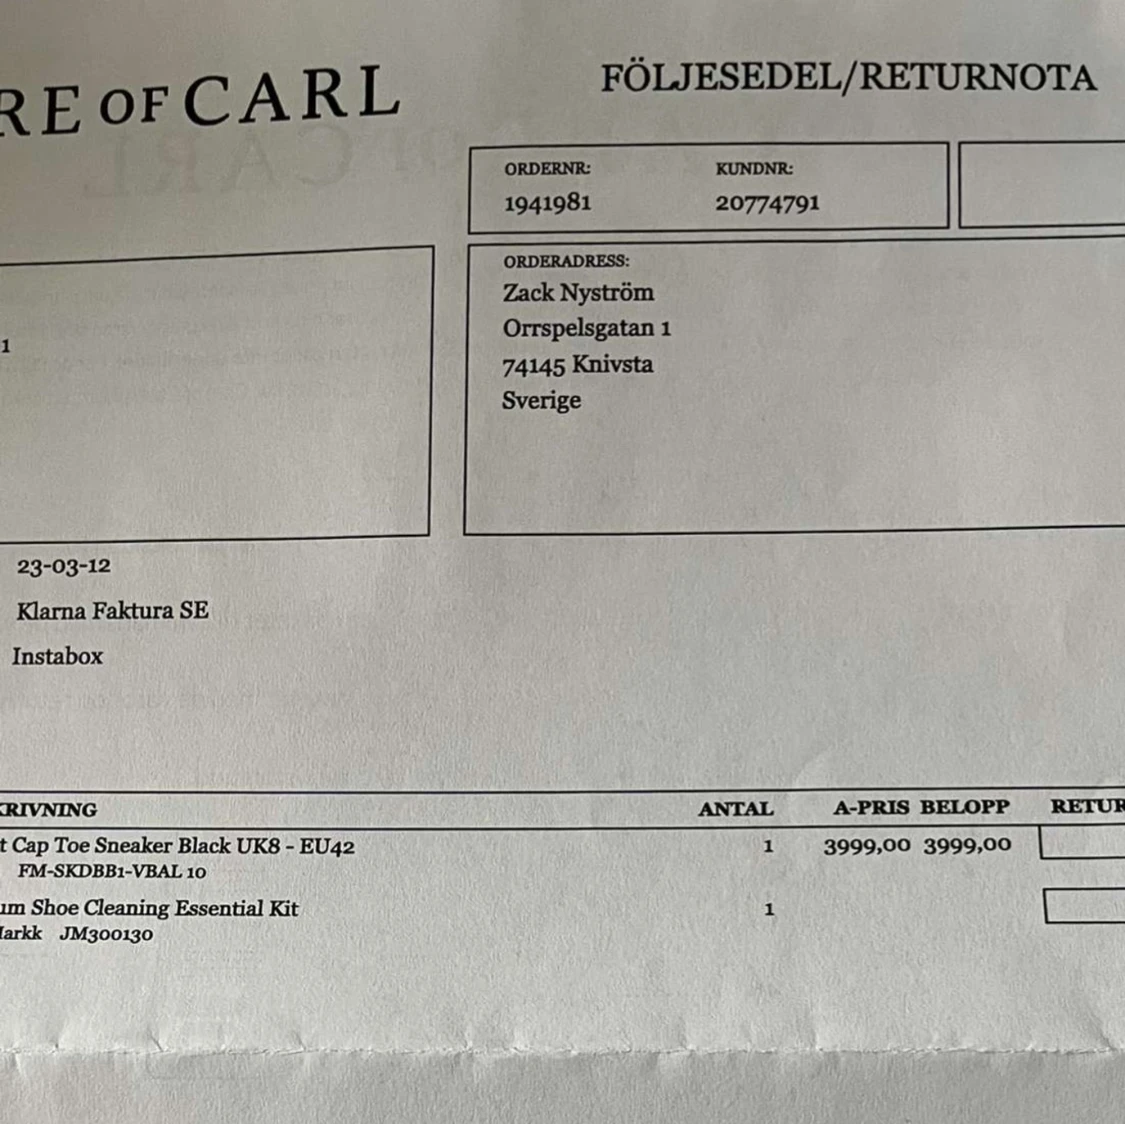 RE OF CARL
FÖLJESEDEL/RETURNOTA
ORDERNR: KUNDNR:
1941981 20774791
1
ORDERADRESS:
Zack Nyström
Orrspelsgatan 1
74145 Knivsta
Sverige
23-03-12
Klarna Faktura SE
Instabox
KRIVNING ANTAL A-PRIS BELOPP RETUR
t Cap Toe Sneaker Black UK8 - EU42 1 3999,00 3999,00
FM-SKDBB1-VBAL 10
um Shoe Cleaning Essential Kit 1
Markk JM300130